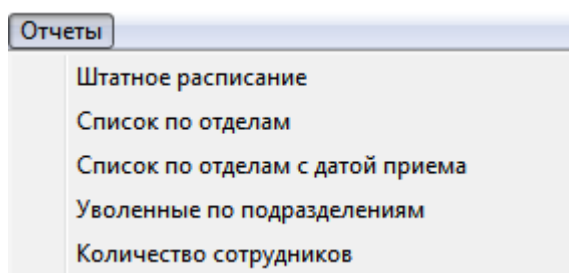 Отчеты
Штатное расписание
Список по отделам
Список по отделам с датой приема
Уволенные по подразделениям
Количество сотрудников